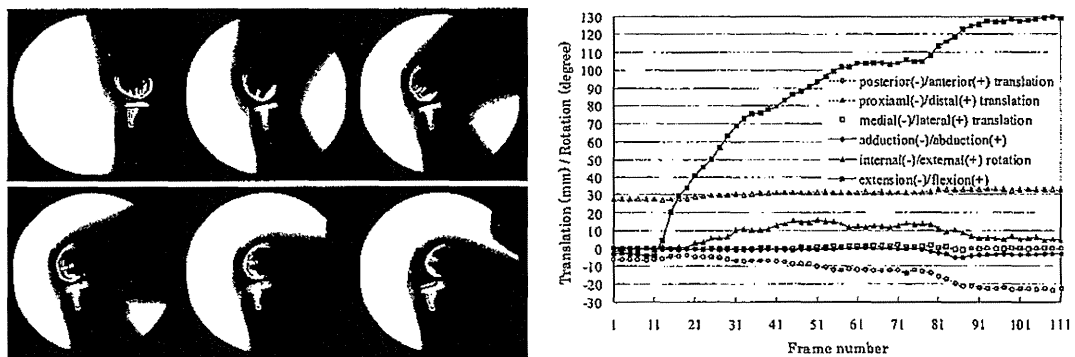 130
120
110
100
90
80
70
60
50
40
30
20
10
0
-10
-20
-30
Translation (mm) / Rotation (degree)
posterior(-)/anterior(+) translation
proxiaml(-)/distal(+) translation
medial(-)/lateral(+) translation
adduction(-)/abduction(+)
internal(-)/external(+) rotation
extension(-)/flexion(+)
1 11 21 31 41 51 61 71 81 91 101 111
Frame number